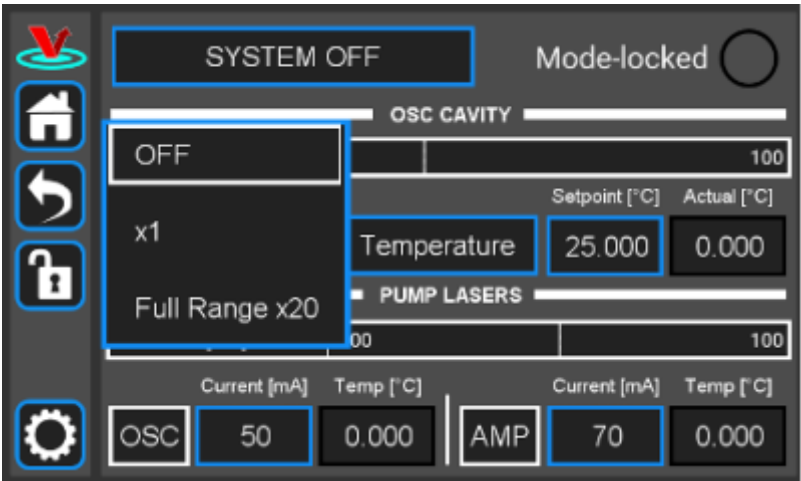 SYSTEM OFF
Mode-locked
OSC CAVITY
OFF
100
Setpoint [°C]
Actual [°C]
x1
Temperature
25.000
0.000
PUMP LASERS
Full Range x20
00
100
Current [mA]
Temp [°C]
Current [mA]
Temp [°C]
OSC
50
0.000
AMP
70
0.000